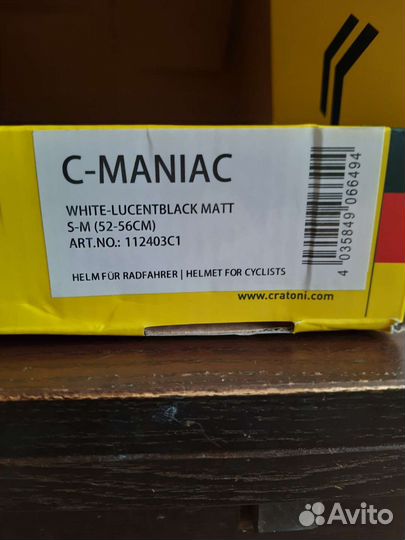 C-MANIAC
WHITE-LUCENTBLACK MATT
S-M (52-56CM)
ART.NO.: 112403C1
HELM FÜR RADFAHRER | HELMET FOR CYCLISTS
4 035849 066494
www.cratoni.com
Avito